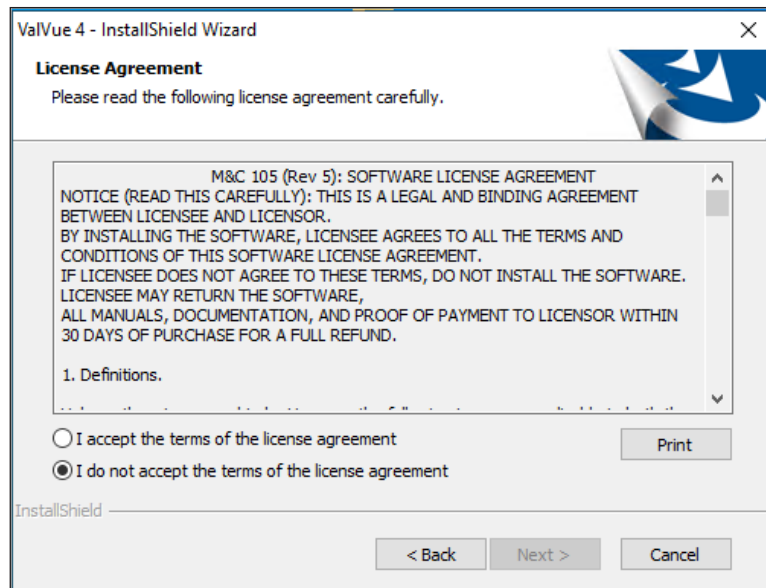 ValVue 4 - InstallShield Wizard
License Agreement
Please read the following license agreement carefully.
M&C 105 (Rev 5): SOFTWARE LICENSE AGREEMENT
NOTICE (READ THIS CAREFULLY): THIS IS A LEGAL AND BINDING AGREEMENT
BETWEEN LICENSEE AND LICENSOR.
BY INSTALLING THE SOFTWARE, LICENSEE AGREES TO ALL THE TERMS AND
CONDITIONS OF THIS SOFTWARE LICENSE AGREEMENT.
IF LICENSEE DOES NOT AGREE TO THESE TERMS, DO NOT INSTALL THE SOFTWARE.
LICENSEE MAY RETURN THE SOFTWARE,
ALL MANUALS, DOCUMENTATION, AND PROOF OF PAYMENT TO LICENSOR WITHIN
30 DAYS OF PURCHASE FOR A FULL REFUND.
1. Definitions.
I accept the terms of the license agreement
Print
I do not accept the terms of the license agreement
InstallShield
< Back Next > Cancel